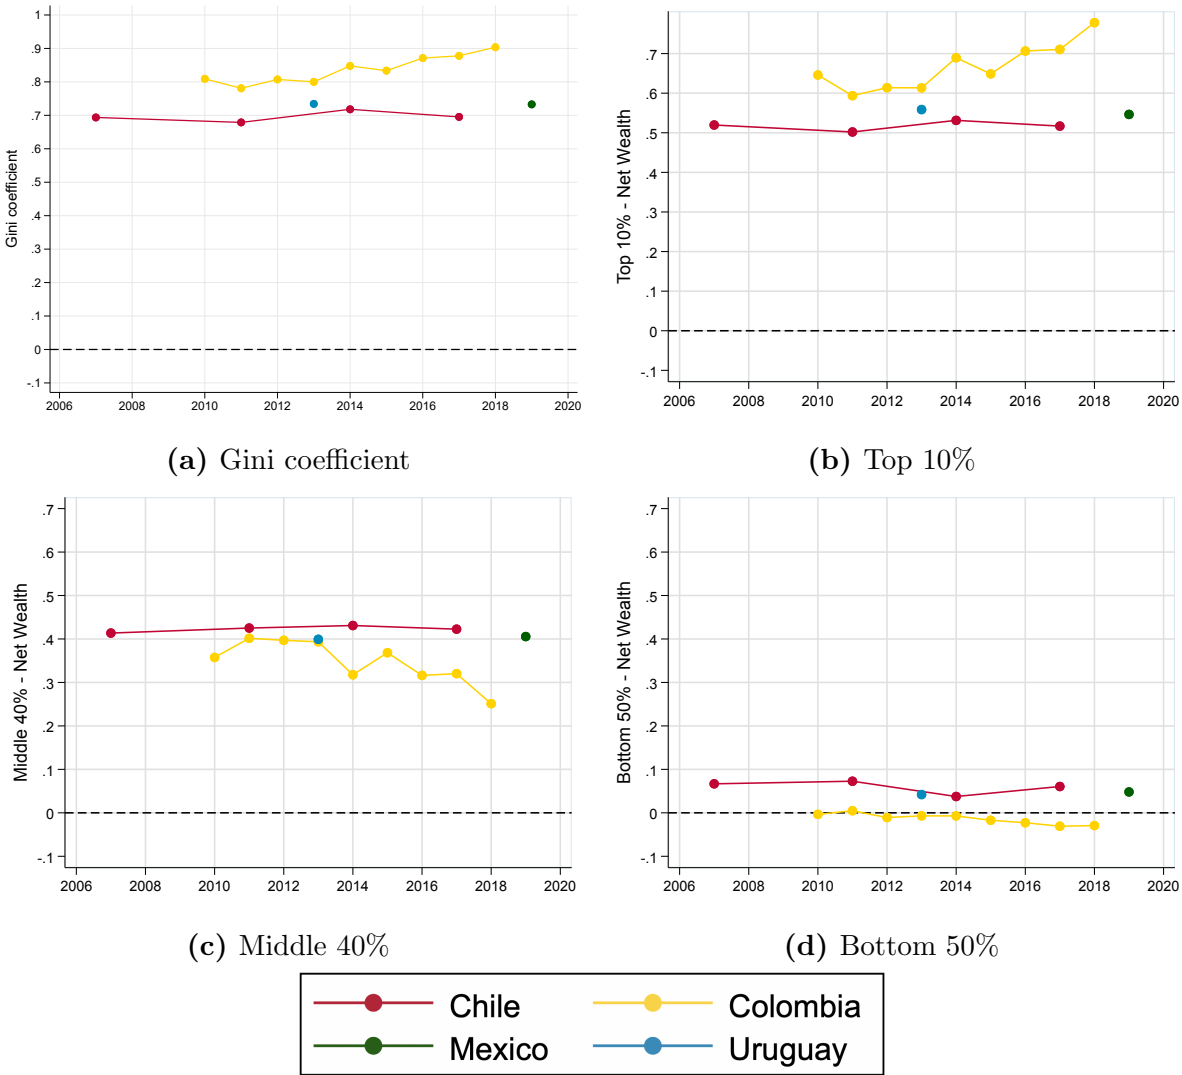 1
.9
.8
.7
.6
.5
.4
.3
.2
.1
0
-.1
Gini coefficient
2006 2008 2010 2012 2014 2016 2018 2020
(a) Gini coefficient
.7
.6
.5
.4
.3
.2
.1
0
-.1
Top 10% - Net Wealth
2006 2008 2010 2012 2014 2016 2018 2020
(b) Top 10%
.7
.6
.5
.4
.3
.2
.1
0
-.1
Middle 40% - Net Wealth
2006 2008 2010 2012 2014 2016 2018 2020
(c) Middle 40%
.7
.6
.5
.4
.3
.2
.1
0
-.1
Bottom 50% - Net Wealth
2006 2008 2010 2012 2014 2016 2018 2020
(d) Bottom 50%
Chile Colombia
Mexico Uruguay